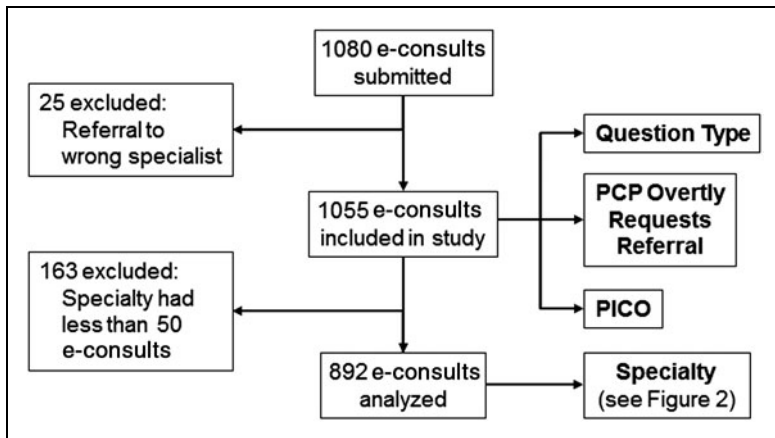 1080 e-consults
submitted
25 excluded:
Referral to
wrong specialist
Question Type
1055 e-consults
included in study
PCP Overtly
Requests
Referral
163 excluded:
Specialty had
less than 50
e-consults
PICO
892 e-consults
analyzed
Specialty
(see Figure 2)